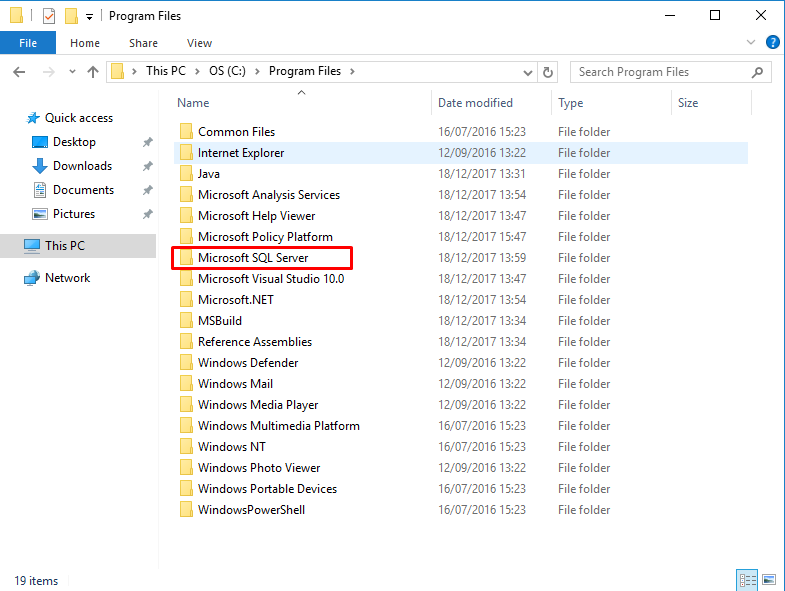 Program Files
File Home Share View
This PC OS (C:) Program Files Search Program Files
Name Date modified Type Size
Quick access
Desktop
Downloads
Documents
Pictures
This PC
Network
Common Files 16/07/2016 15:23 File folder
Internet Explorer 12/09/2016 13:22 File folder
Java 18/12/2017 13:31 File folder
Microsoft Analysis Services 18/12/2017 13:54 File folder
Microsoft Help Viewer 18/12/2017 13:47 File folder
Microsoft Policy Platform 18/12/2017 15:47 File folder
Microsoft SQL Server 18/12/2017 13:59 File folder
Microsoft Visual Studio 10.0 18/12/2017 13:47 File folder
Microsoft.NET 18/12/2017 13:54 File folder
MSBuild 18/12/2017 13:34 File folder
Reference Assemblies 18/12/2017 13:34 File folder
Windows Defender 12/09/2016 13:22 File folder
Windows Mail 12/09/2016 13:22 File folder
Windows Media Player 12/09/2016 13:22 File folder
Windows Multimedia Platform 16/07/2016 15:23 File folder
Windows NT 16/07/2016 15:23 File folder
Windows Photo Viewer 12/09/2016 13:22 File folder
Windows Portable Devices 16/07/2016 15:23 File folder
WindowsPowerShell 16/07/2016 15:23 File folder
19 items